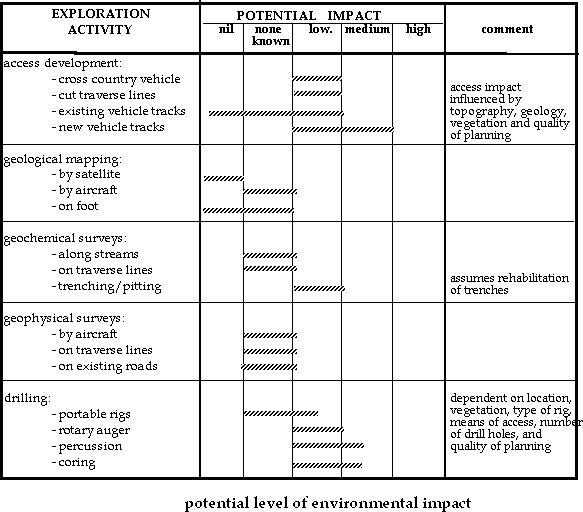 EXPLORATION
ACTIVITY
POTENTIAL IMPACT
nil
none
known
low.
medium
high
comment
access development:
- cross country vehicle
- cut traverse lines
- existing vehicle tracks
- new vehicle tracks
access impact
influenced by
topography, geology,
vegetation and quality
of planning
geological mapping:
- by satellite
- by aircraft
- on foot
geochemical surveys:
- along streams
- on traverse lines
- trenching/pitting
assumes rehabilitation
of trenches
geophysical surveys:
- by aircraft
- on traverse lines
- on existing roads
drilling:
- portable rigs
- rotary auger
- percussion
- coring
dependent on location,
vegetation, type of rig,
means of access, number
of drill holes, and
quality of planning
potential level of environmental impact